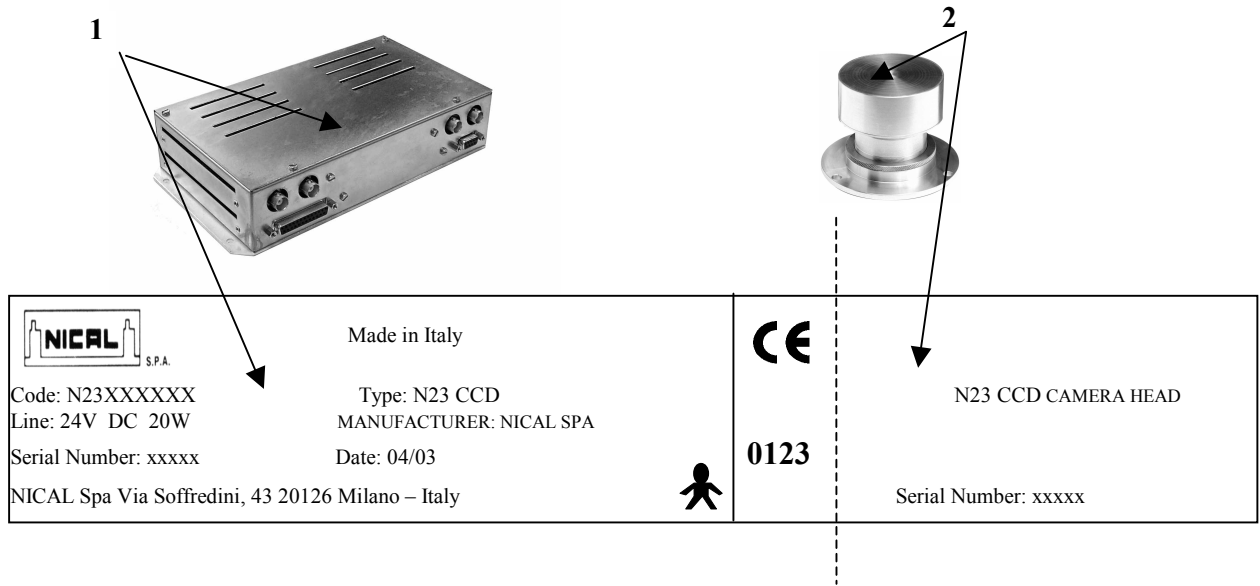 1
2
NICAL
S.P.A.
Made in Italy
Code: N23XXXXXX
Type: N23 CCD
Line: 24V DC 20W
MANUFACTURER: NICAL SPA
Serial Number: xxxxx
Date: 04/03
NICAL Spa Via Soffredini, 43 20126 Milano – Italy
CE
0123
N23 CCD CAMERA HEAD
Serial Number: xxxxx